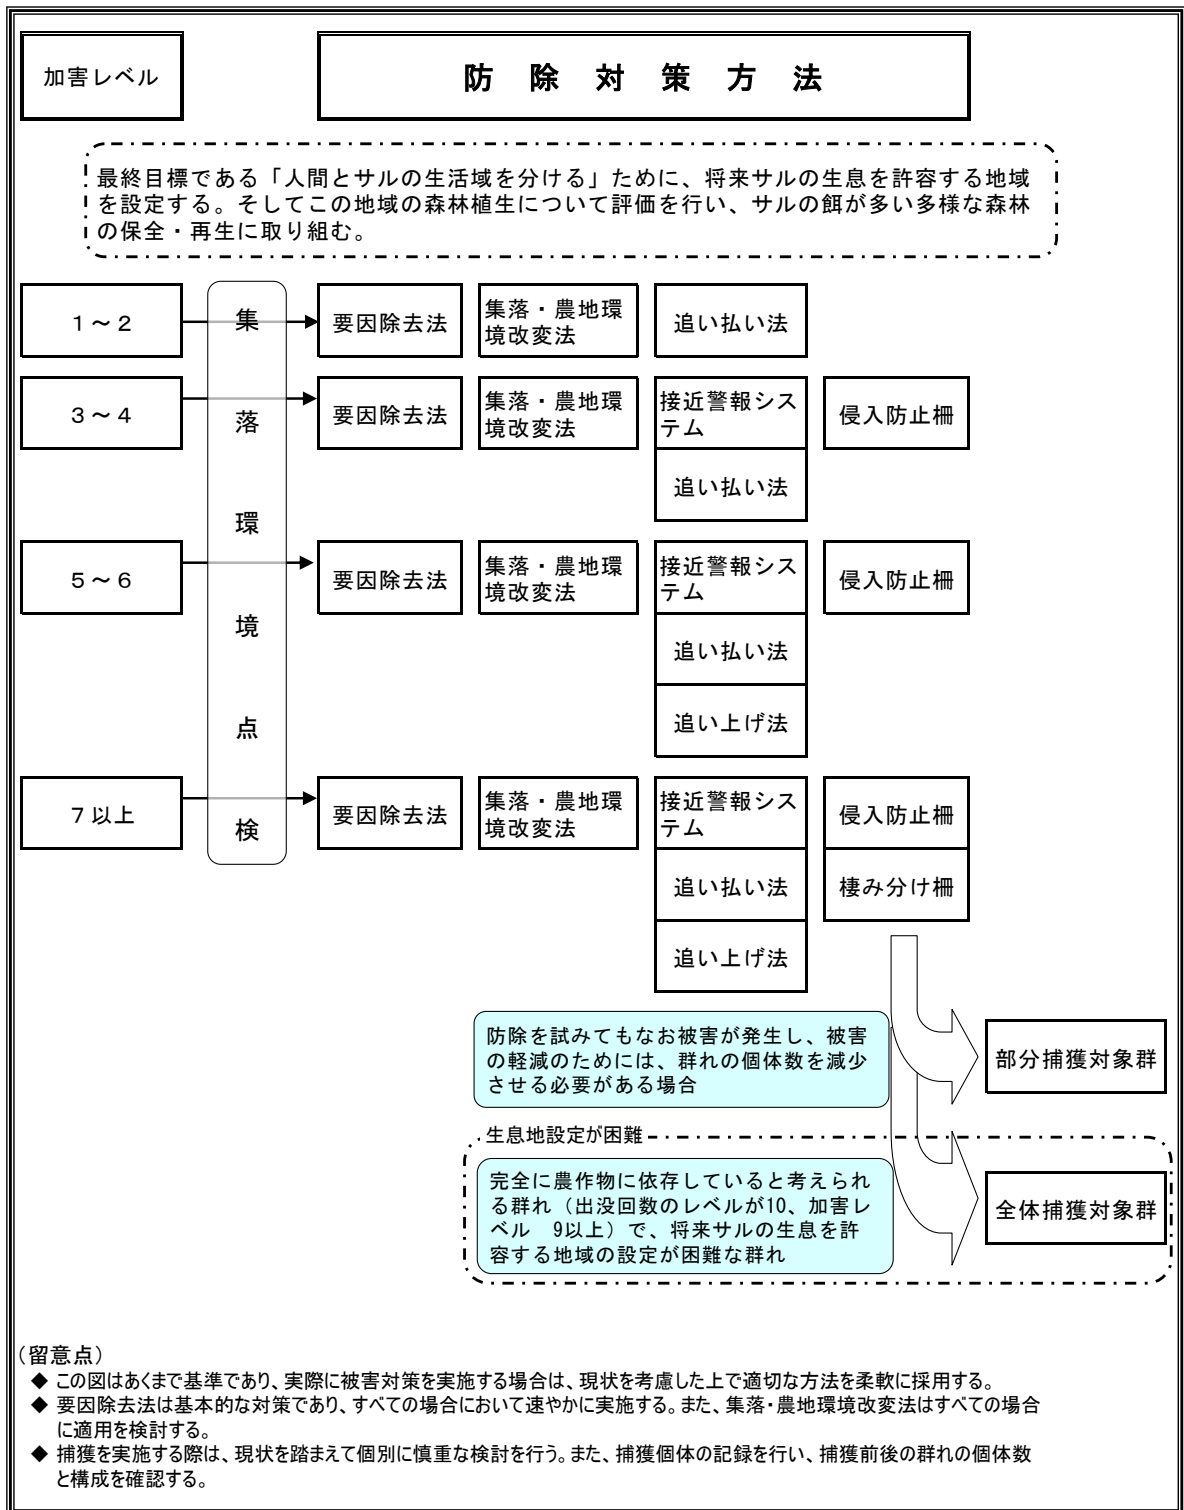 加害レベル
防 除 対 策 方 法
最終目標である「人間とサルの生活域を分ける」ために、将来サルの生息を許容する地域
を設定する。そしてこの地域の森林植生について評価を行い、サルの餌が多い多様な森林
の保全・再生に取り組む。
集落環境点検
1～2
要因除去法
集落・農地環
境改変法
追い払い法
3～4
要因除去法
集落・農地環
境改変法
接近警報シス
テム
侵入防止柵
追い払い法
5～6
要因除去法
集落・農地環
境改変法
接近警報シス
テム
侵入防止柵
追い払い法
追い上げ法
7以上
要因除去法
集落・農地環
境改変法
接近警報シス
テム
侵入防止柵
追い払い法
棲み分け柵
追い上げ法
防除を試みてもなお被害が発生し、被害
の軽減のためには、群れの個体数を減少
させる必要がある場合
部分捕獲対象群
生息地設定が困難
完全に農作物に依存していると考えられ
る群れ（出没回数のレベルが10、加害レ
ベル　9以上）で、将来サルの生息を許
容する地域の設定が困難な群れ
全体捕獲対象群
（留意点）
◆ この図はあくまで基準であり、実際に被害対策を実施する場合は、現状を考慮した上で適切な方法を柔軟に採用する。
◆ 要因除去法は基本的な対策であり、すべての場合において速やかに実施する。また、集落・農地環境改変法はすべての場合
に適用を検討する。
◆ 捕獲を実施する際は、現状を踏まえて個別に慎重な検討を行う。また、捕獲個体の記録を行い、捕獲前後の群れの個体数
と構成を確認する。